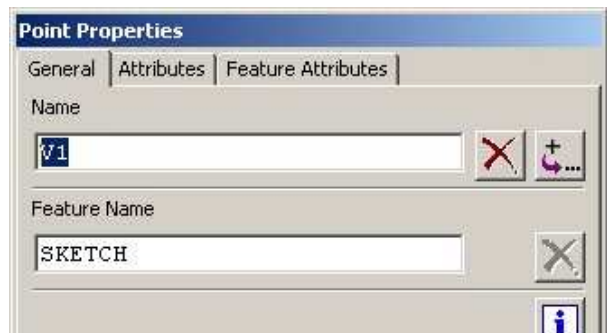 Point Properties
General Attributes Feature Attributes
Name
V1
Feature Name
SKETCH